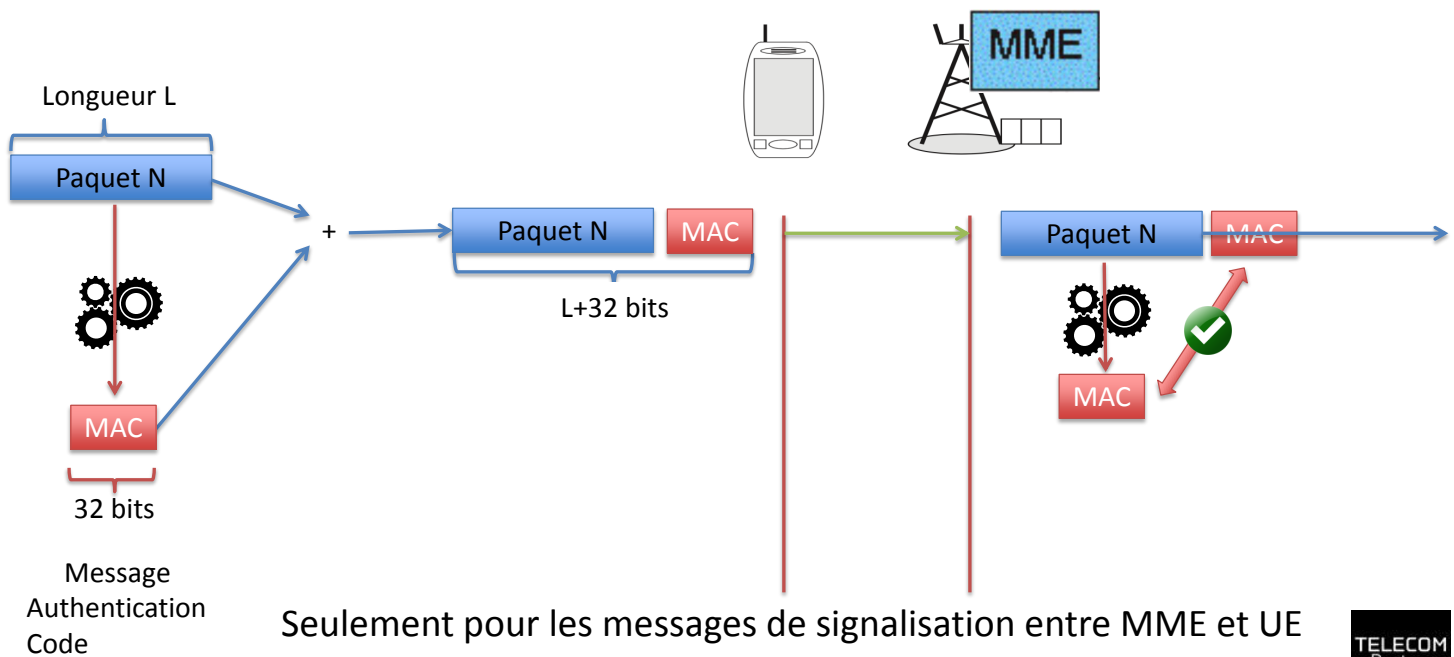 MME
Longueur L
Paquet N
+
Paquet N
MAC
Paquet N
MAC
L+32 bits
MAC
MAC
32 bits
Message
Authentication
Code
Seulement pour les messages de signalisation entre MME et UE
TELECOM